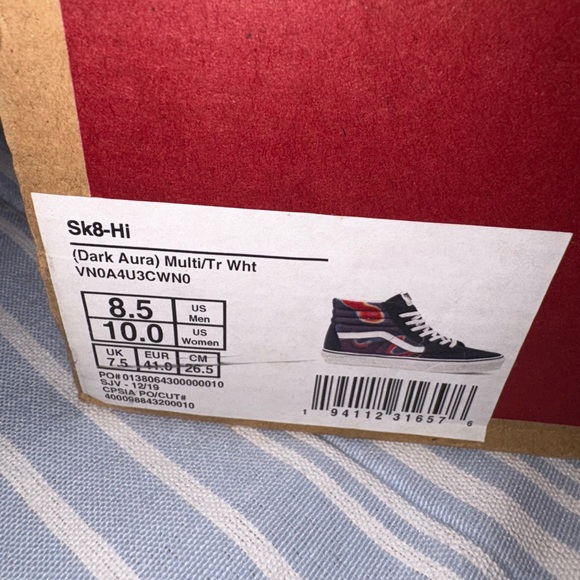 Sk8-Hi
(Dark Aura) Multi/Tr Wht
VN0A4U3CWN0
8.5 US Men
10.0 US Women
UK 7.5 EUR 41.0 CM 26.5
PO# 0138064300000010
SJV - 12/19
CPSIA PO/CUT#
400098843200010
1 94112 31657 6